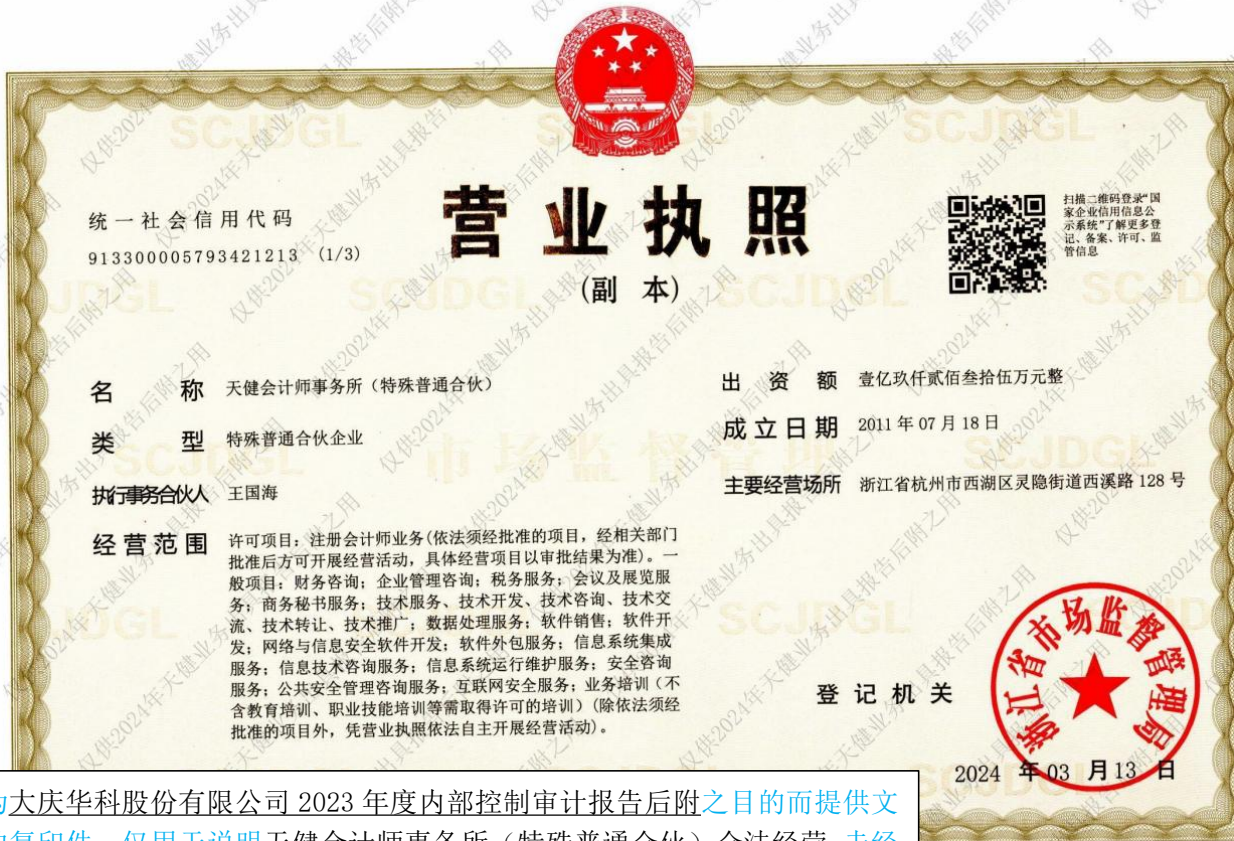 营业执照
(副 本)
统一社会信用代码
913300005793421213 (1/3)
扫描二维码登录“国
家企业信用信息公
示系统”了解更多登
记、备案、许可、监
管信息
名 称 天健会计师事务所（特殊普通合伙）
类 型 特殊普通合伙企业
执行事务合伙人 王国海
经营范围 许可项目：注册会计师业务(依法须经批准的项目，经相关部门
批准后方可开展经营活动，具体经营项目以审批结果为准)。一
般项目：财务咨询；企业管理咨询；税务服务；会议及展览服
务；商务秘书服务；技术服务、技术开发、技术咨询、技术交
流、技术转让、技术推广；数据处理服务；软件销售；软件开
发；网络与信息安全软件开发；软件外包服务；信息系统集成
服务；信息技术咨询服务；信息系统运行维护服务；安全咨询
服务；公共安全管理咨询服务；互联网安全服务；业务培训（不
含教育培训、职业技能培训等需取得许可的培训）(除依法须经
批准的项目外，凭营业执照依法自主开展经营活动)。
出 资 额 壹亿玖仟贰佰叁拾伍万元整
成立日期 2011 年 07 月 18 日
主要经营场所 浙江省杭州市西湖区灵隐街道西溪路 128 号
登记机关
浙江省市场监督管理局
2024 年 03 月 13 日
大庆华科股份有限公司 2023 年度内部控制审计报告后附之目的而提供文
复印件，仅用于说明天健会计师事务所（特殊普通合伙）合法经营 未经
仅供2024年天健业务出具报告后附之用
SCJDGL
市场监督管理